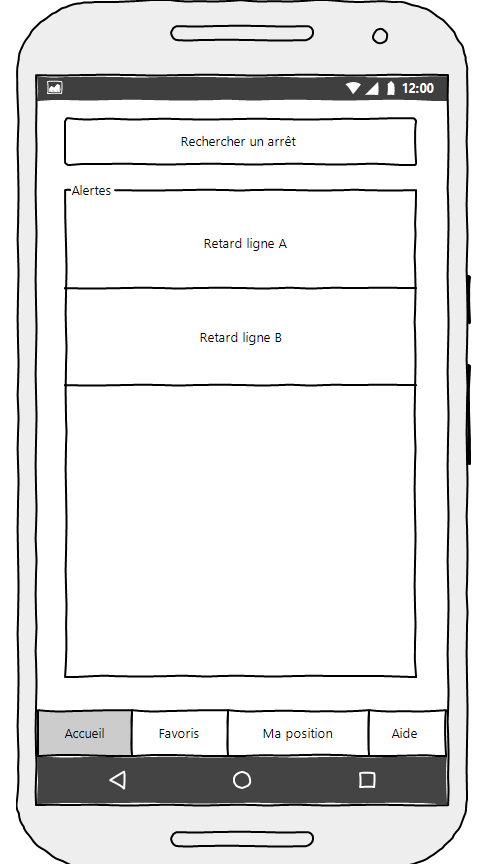 12:00
Rechercher un arrêt
Alertes
Retard ligne A
Retard ligne B
Accueil Favoris Ma position Aide